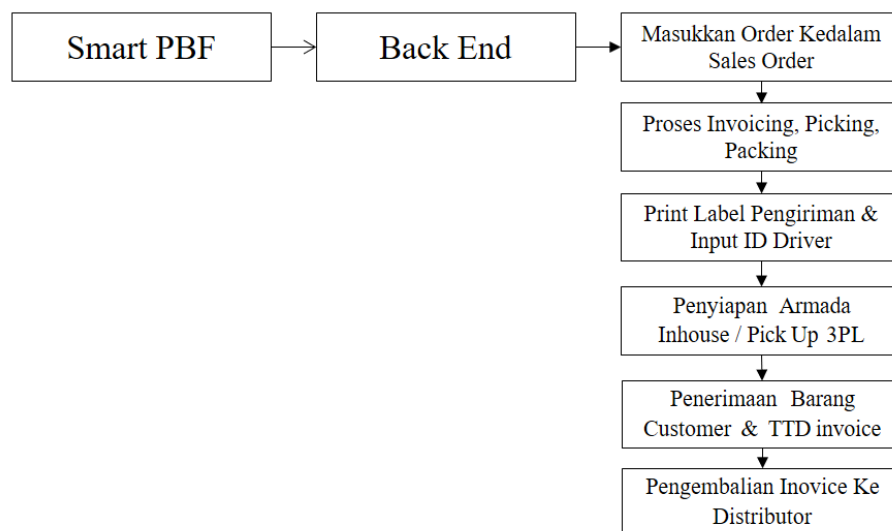 Smart PBF
Back End
Masukkan Order Kedalam
Sales Order
Proses Invoicing, Picking,
Packing
Print Label Pengiriman &
Input ID Driver
Penyiapan Armada
Inhouse / Pick Up 3PL
Penerimaan Barang
Customer & TTD invoice
Pengembalian Inovice Ke
Distributor